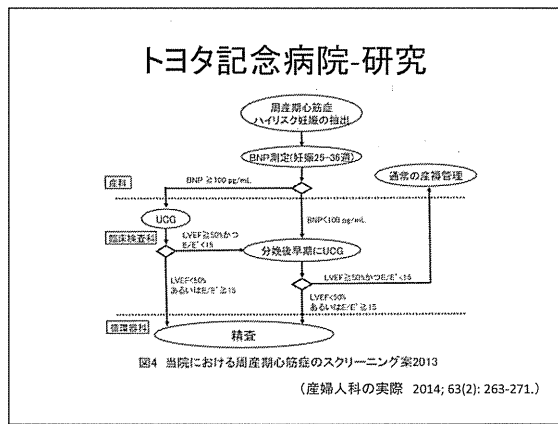 トヨタ記念病院-研究
周産期心筋症
ハイリスク妊娠の抽出
BNP測定(妊娠25-36週)
通常の産褥管理
産科
BNP ≧100 pg/mL
UCG
BNP<100 pg/mL
臨床検査科
LVEF≧50%かつ
E/E'<15
分娩後早期にUCG
LVEF≧50%かつE/E'<15
LVEF<50%
あるいはE/E'≧15
LVEF<50%
あるいはE/E'≧15
循環器科
精査
図4 当院における周産期心筋症のスクリーニング案2013
(産婦人科の実際 2014; 63(2): 263-271.)